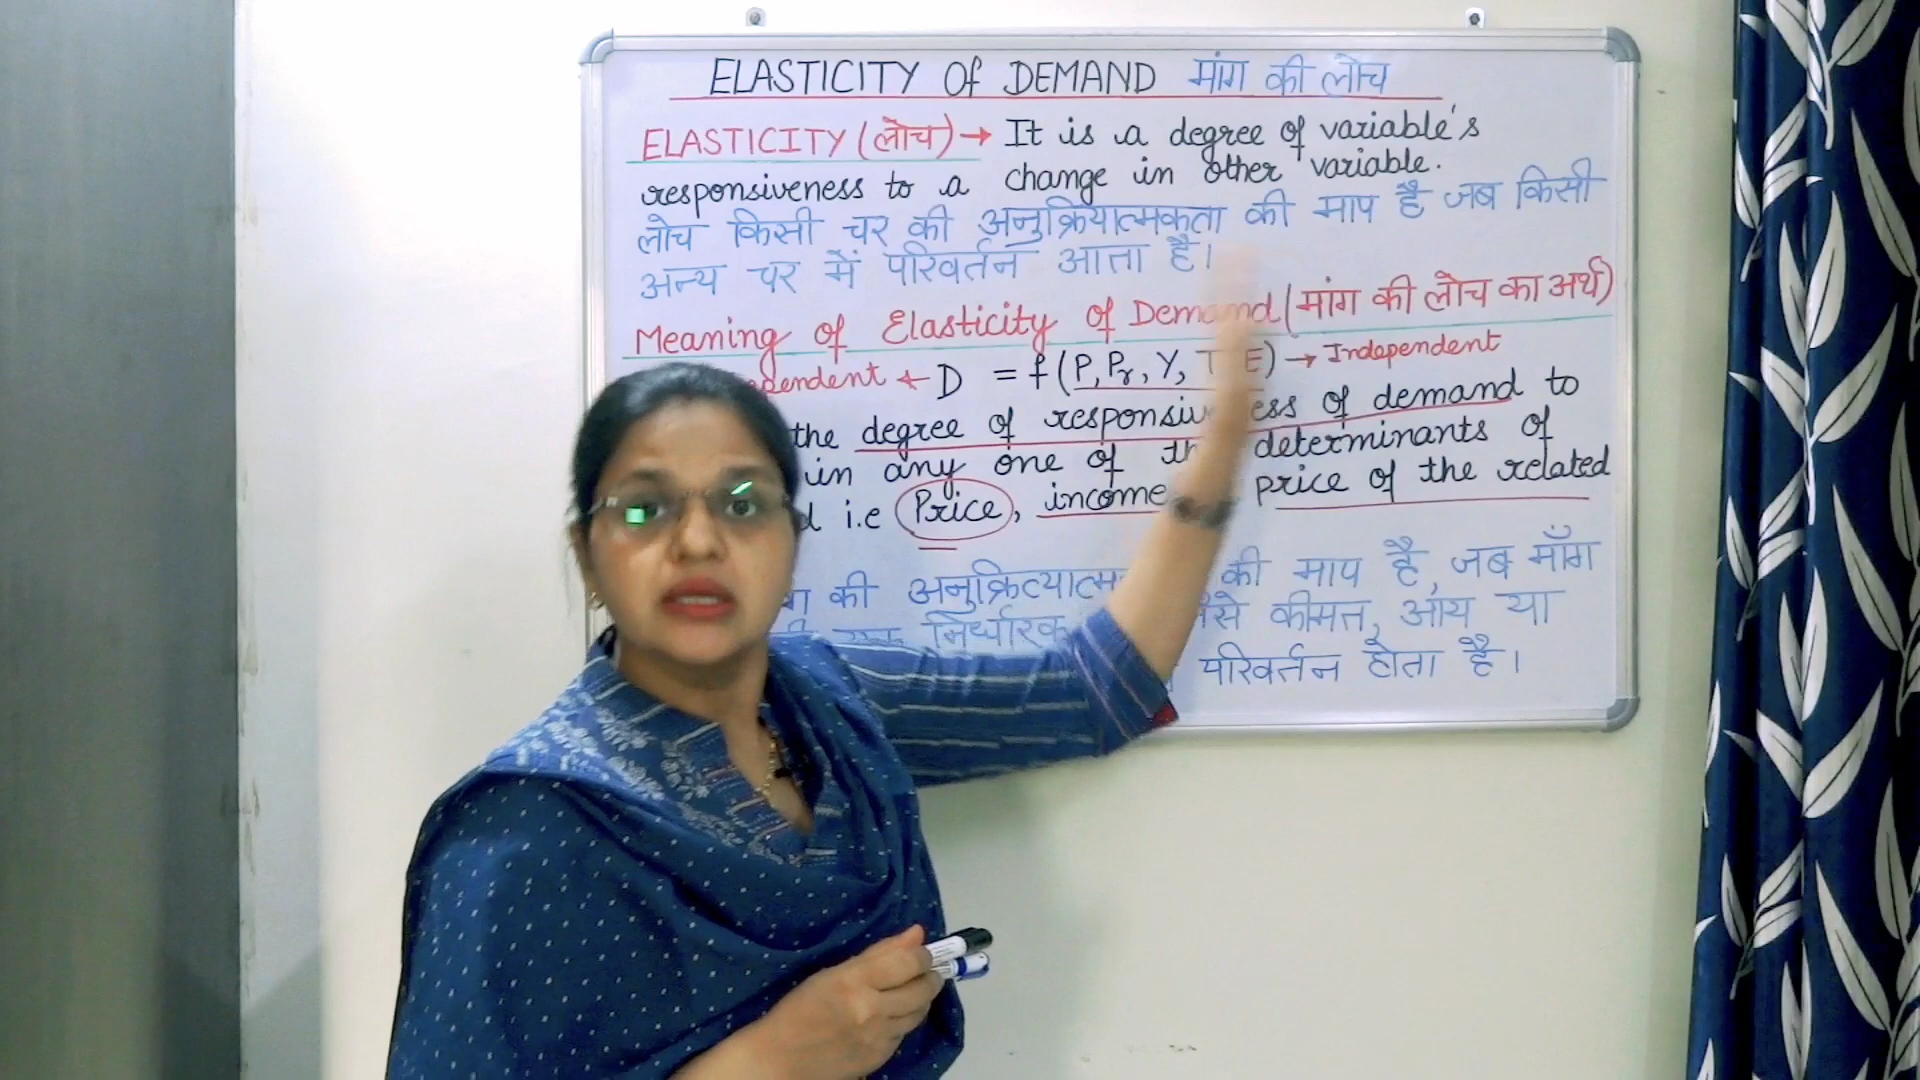 ELASTICITY Of DEMAND मांग की लोच
ELASTICITY (लोच) → It is a degree of variable's
responsiveness to a change in other variable.
लोच किसी चर की अनुक्रियात्मकता की माप है जब किसी
अन्य चर में परिवर्तन आता है।
Meaning of Elasticity of Demand (मांग की लोच का अर्थ)
D = f (P, Pr, Y, T, E) → Independent
the degree of responsiveness of demand to
in any one of the determinants of
i.e Price, income price of the related
की की माप है, जब माँग
निर्धारक कीमत, आय या
परिवर्तन होता है।